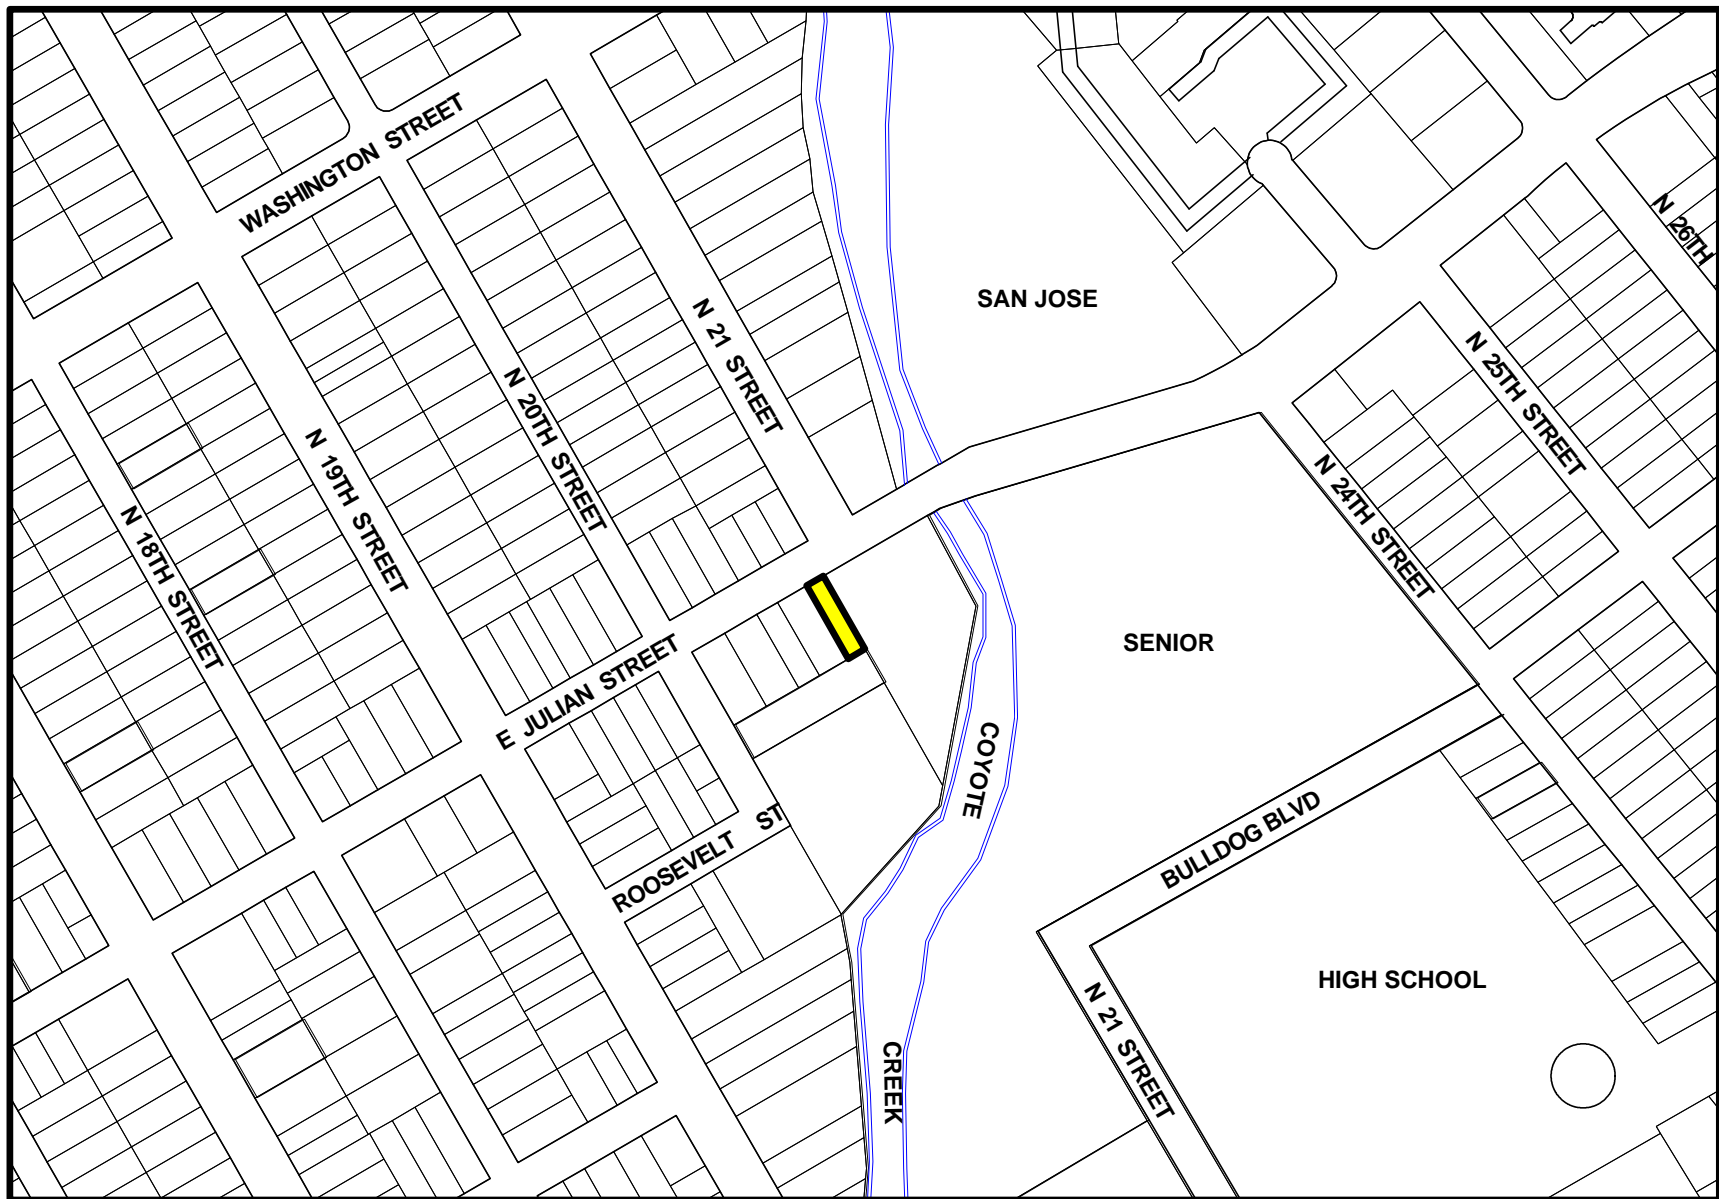 WASHINGTON STREET
N 26TH
SAN JOSE
N 21 STREET
N 25TH STREET
N 20TH STREET
N 19TH STREET
N 24TH STREET
N 18TH STREET
SENIOR
E JULIAN STREET
COYOTE
BULLDOG BLVD
ROOSEVELT ST
HIGH SCHOOL
N 21 STREET
CREEK